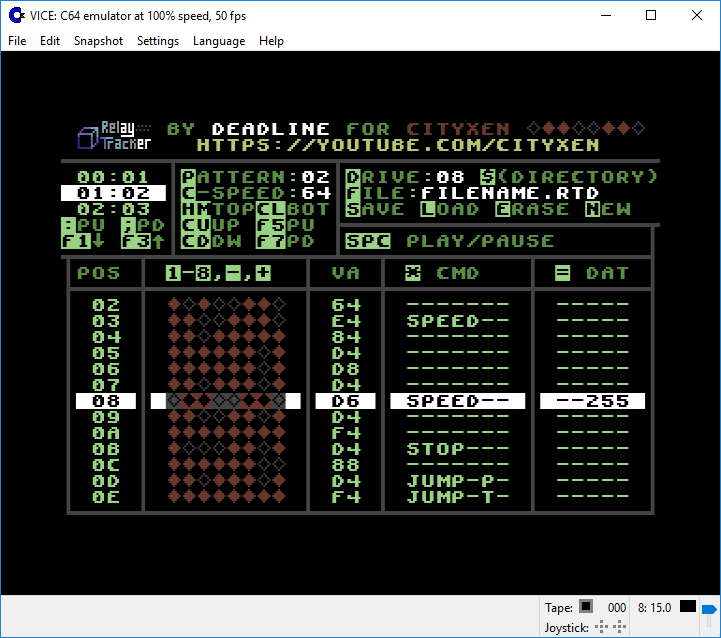 VICE: C64 emulator at 100% speed, 50 fps
File Edit Snapshot Settings Language Help
Relay Tracker
BY DEADLINE FOR CITYXEN
HTTPS://YOUTUBE.COM/CITYXEN
00:01 PATTERN:02 DRIVE:08 $(DIRECTORY)
01:02 C-SPEED:64 FILE:FILENAME.RTD
02:03 HMTOP CLBOT SAVE LOAD ERASE NEW
:PU ;PD CUUP F5PU
F1↓ F3↑ CDDW F7PD SPC PLAY/PAUSE
POS 1-8,-,+ VA * CMD = DAT
02 64 ------- -----
03 E4 SPEED-- -----
04 84 ------- -----
05 D4 ------- -----
06 D8 ------- -----
07 D4 ------- -----
08 D6 SPEED-- --255
09 D4 ------- -----
0A F4 ------- -----
0B D4 STOP--- -----
0C 88 ------- -----
0D D4 JUMP-P- -----
0E F4 JUMP-T- -----
Tape: 000 8: 15.0
Joystick: